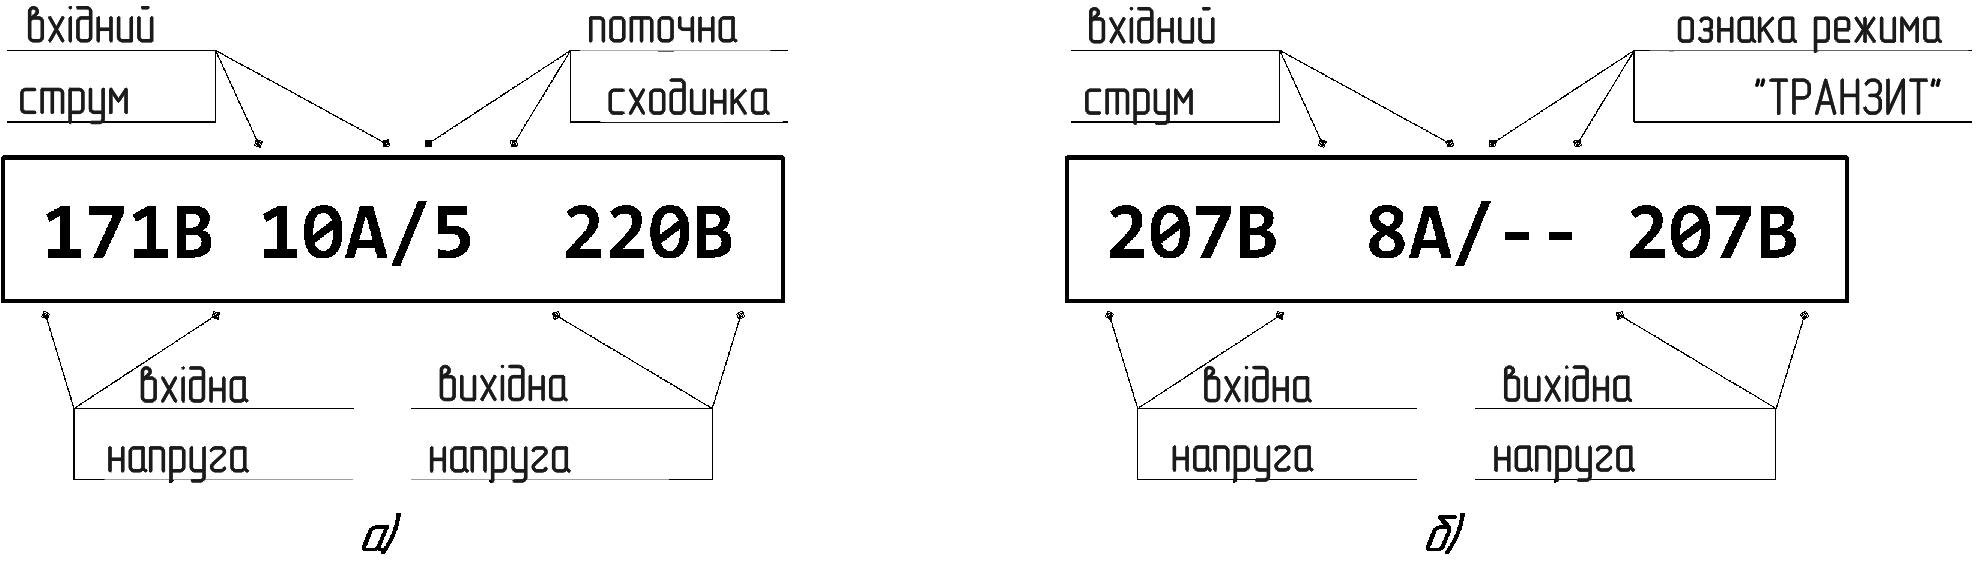 вхідний
струм
поточна
сходинка
171В 10А/5 220В
вхідна
напруга
вихідна
напруга
а)
вхідний
струм
ознака режима
"ТРАНЗИТ"
207В 8А/-- 207В
вхідна
напруга
вихідна
напруга
б)